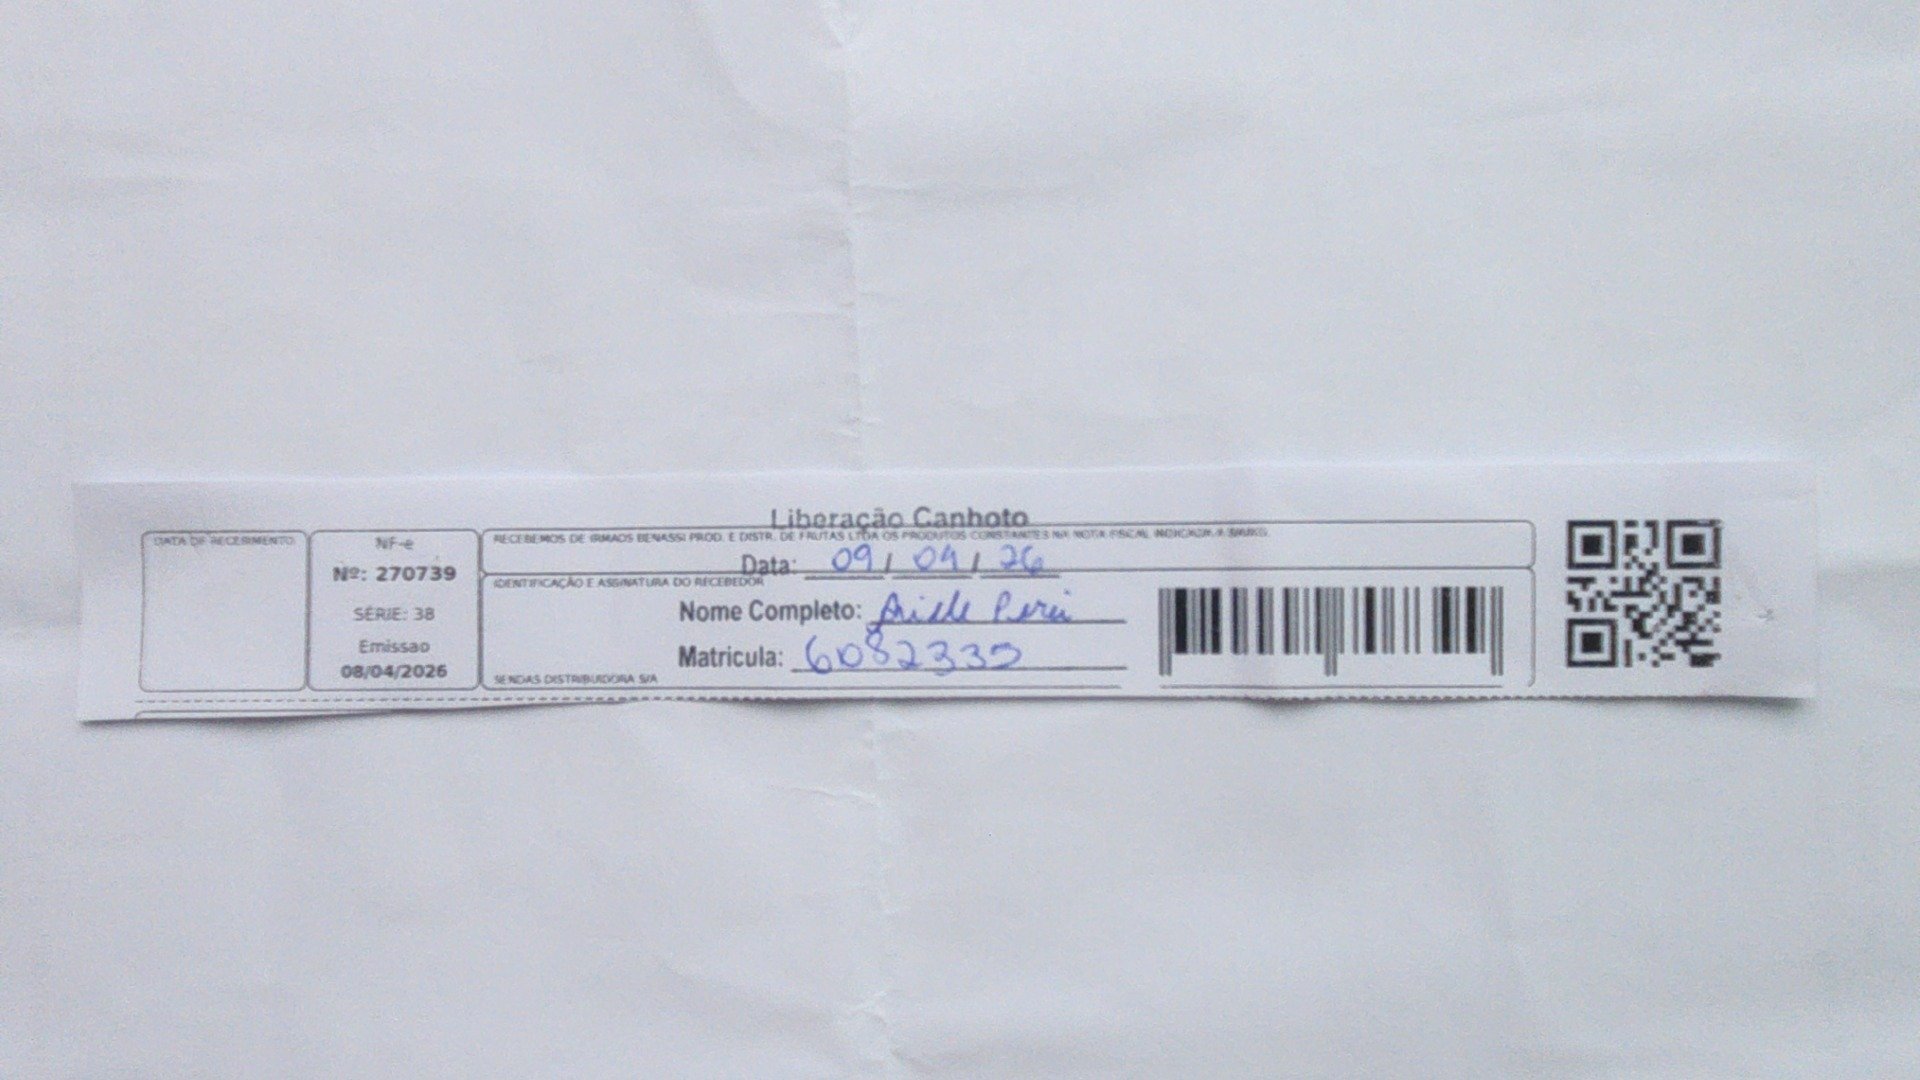 Liberação Canhoto
DATA DE RECEBIMENTO
NF-e
Nº: 270739
SÉRIE: 38
Emissao
08/04/2026
RECEBEMOS DE IRMAOS BENASSI PROD. E DISTR. DE FRUTAS LTDA OS PRODUTOS CONSTANTES NA NOTA FISCAL INDICADA A
Data: 09/04/26
IDENTIFICAÇÃO E ASSINATURA DO RECEBEDOR
Nome Completo:
Matricula: 6082335
SENDAS DISTRIBUIDORA S/A